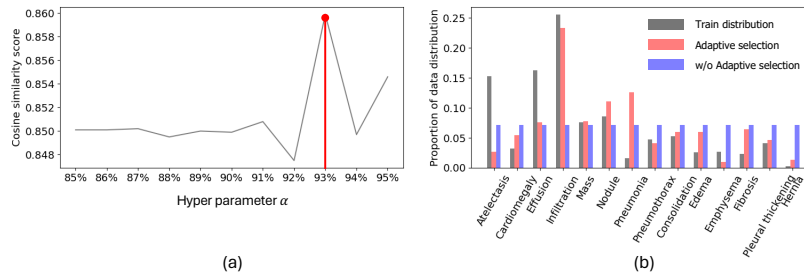 0.860
0.858
0.856
0.854
0.852
0.850
0.848
Cosine similarity score
85% 86% 87% 88% 89% 90% 91% 92% 93% 94% 95%
Hyper parameter α
(a)
0.25
0.20
0.15
0.10
0.05
0.00
Proportion of data distribution
Train distribution
Adaptive selection
w/o Adaptive selection
Atelectasis
Cardiomegaly
Effusion
Infiltration
Mass
Nodule
Pneumonia
Pneumothorax
Consolidation
Edema
Emphysema
Fibrosis
Pleural thickening
Hernia
(b)